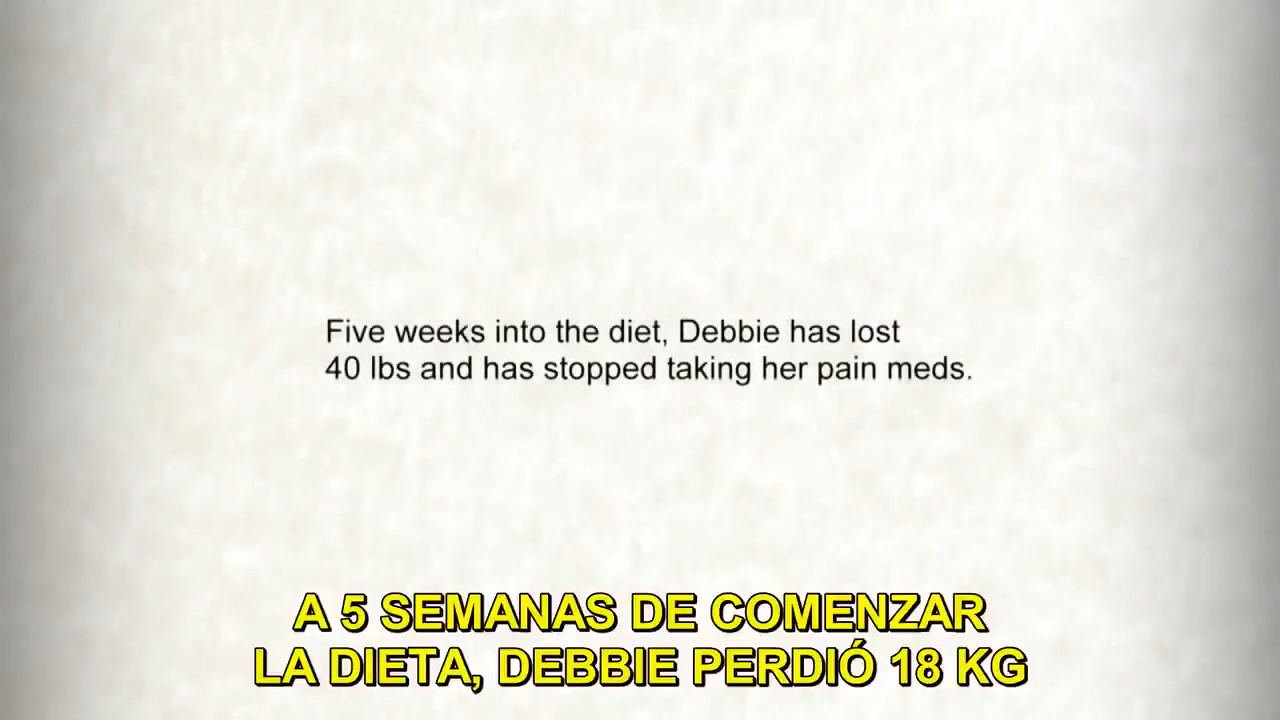 Five weeks into the diet, Debbie has lost
40 lbs and has stopped taking her pain meds.
A 5 SEMANAS DE COMENZAR
LA DIETA, DEBBIE PERDIÓ 18 KG